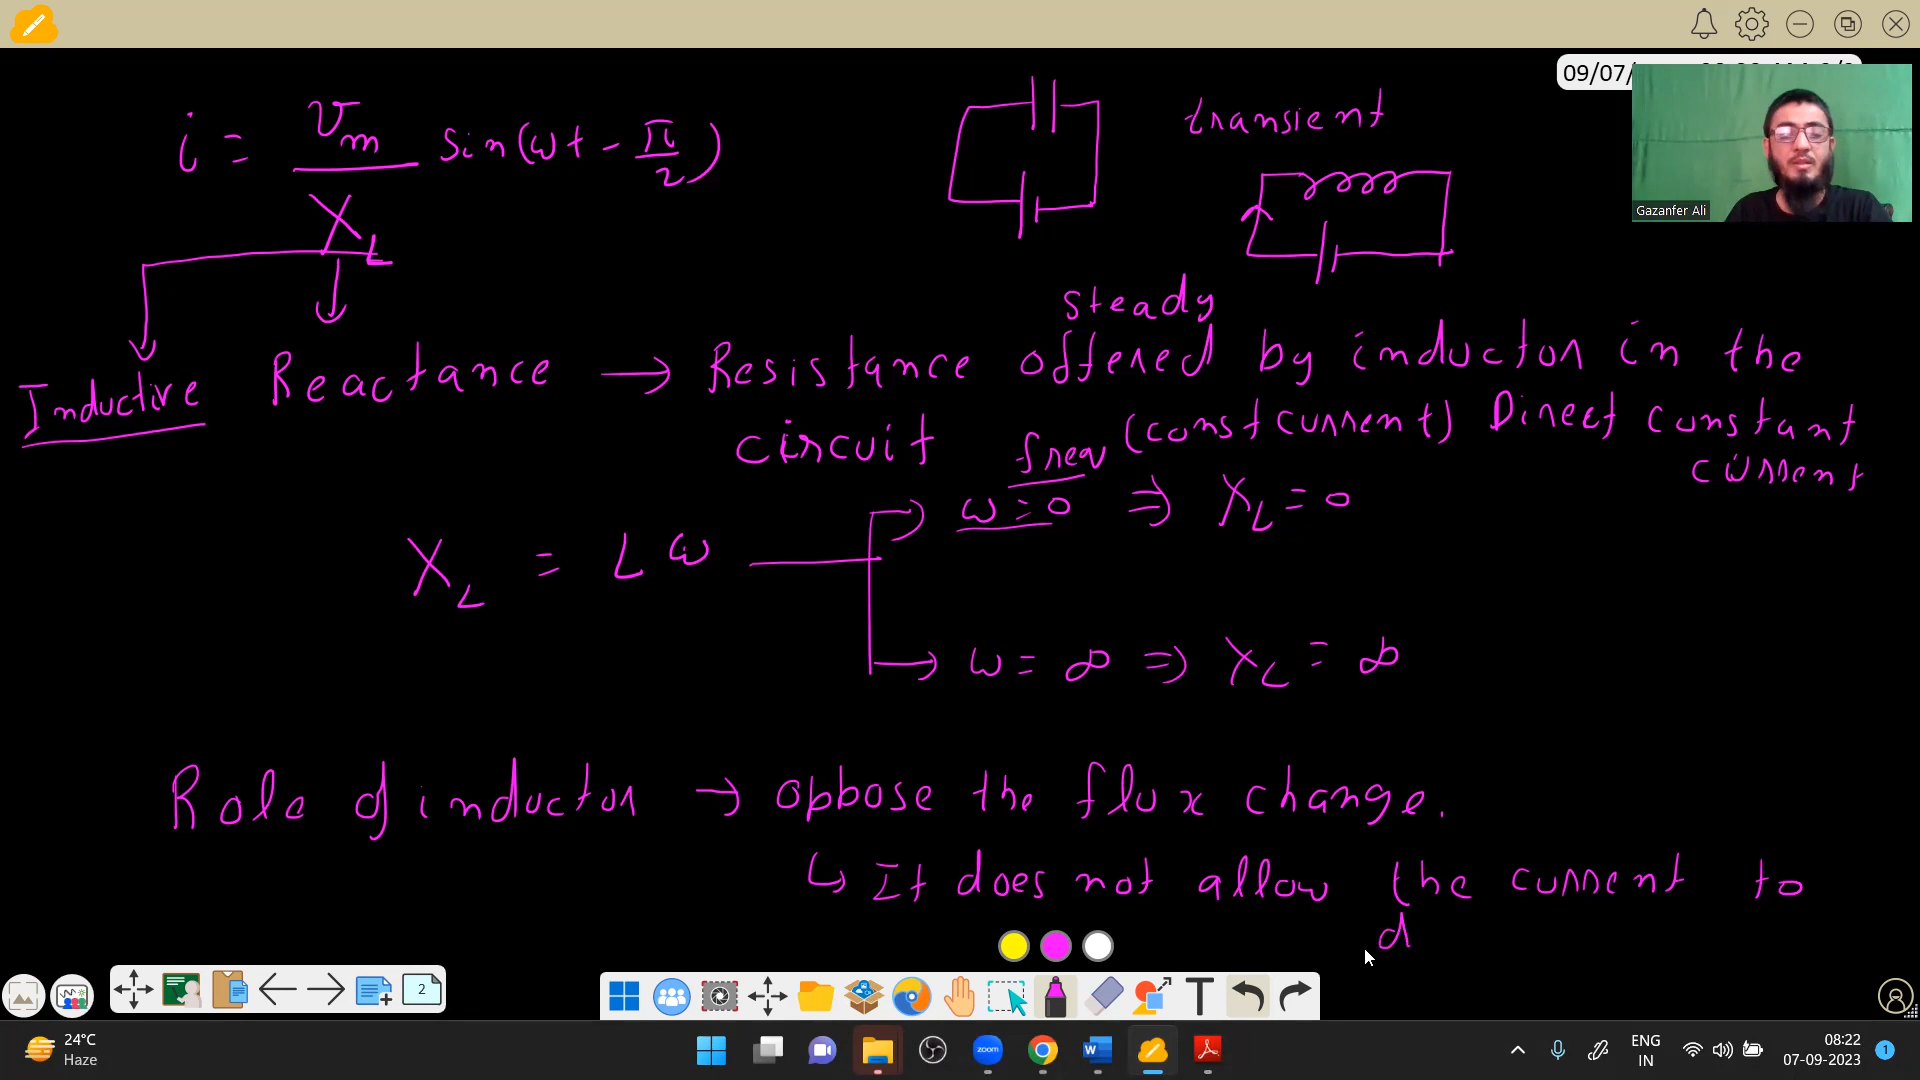 09/07/
Gazanfer Ali
i = Vm / XL sin(ωt - π/2)
transient
steady
Inductive Reactance → Resistance offered by inductor in the
circuit freq (const current) Direct constant
current
ω = 0 ⇒ XL = 0
XL = Lω
ω = ∞ ⇒ XL = ∞
Role of inductor → oppose the flux change.
↳ It does not allow the current to
d
2
T
24°C
Haze
zoom
W
ENG
IN
08:22
07-09-2023
1